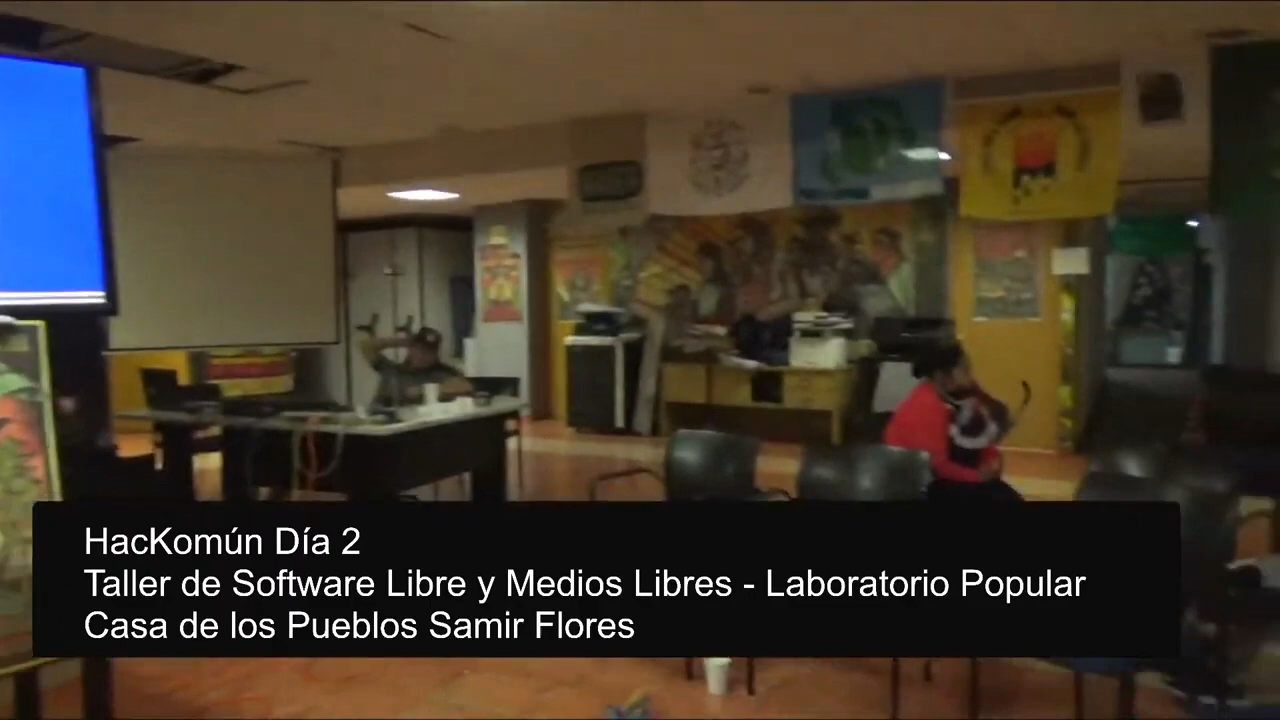 HacKomún Día 2
Taller de Software Libre y Medios Libres - Laboratorio Popular
Casa de los Pueblos Samir Flores